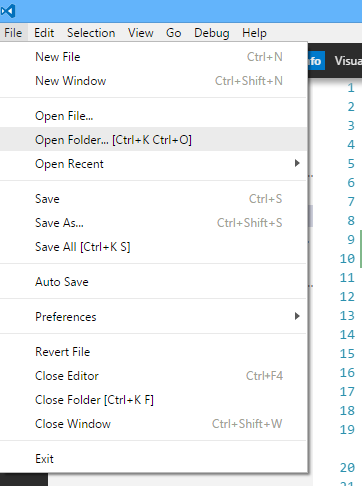 File Edit Selection View Go Debug Help
New File Ctrl+N
New Window Ctrl+Shift+N
Open File...
Open Folder... [Ctrl+K Ctrl+O]
Open Recent
Save Ctrl+S
Save As... Ctrl+Shift+S
Save All [Ctrl+K S]
Auto Save
Preferences
Revert File
Close Editor Ctrl+F4
Close Folder [Ctrl+K F]
Close Window Ctrl+Shift+W
Exit
nfo Visua
1
2
3
4
5
6
7
8
9
10
11
12
13
14
15
16
17
18
19
20
21